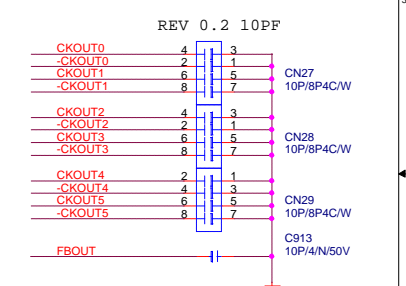 REV 0.2 10PF
CKOUT0 4 3
-CKOUT0 2 1
CKOUT1 6 5 CN27
-CKOUT1 8 7 10P/8P4C/W
CKOUT2 4 3
-CKOUT2 2 1
CKOUT3 6 5 CN28
-CKOUT3 8 7 10P/8P4C/W
CKOUT4 2 1
-CKOUT4 4 3
CKOUT5 6 5 CN29
-CKOUT5 8 7 10P/8P4C/W
C913
FBOUT 10P/4/N/50V